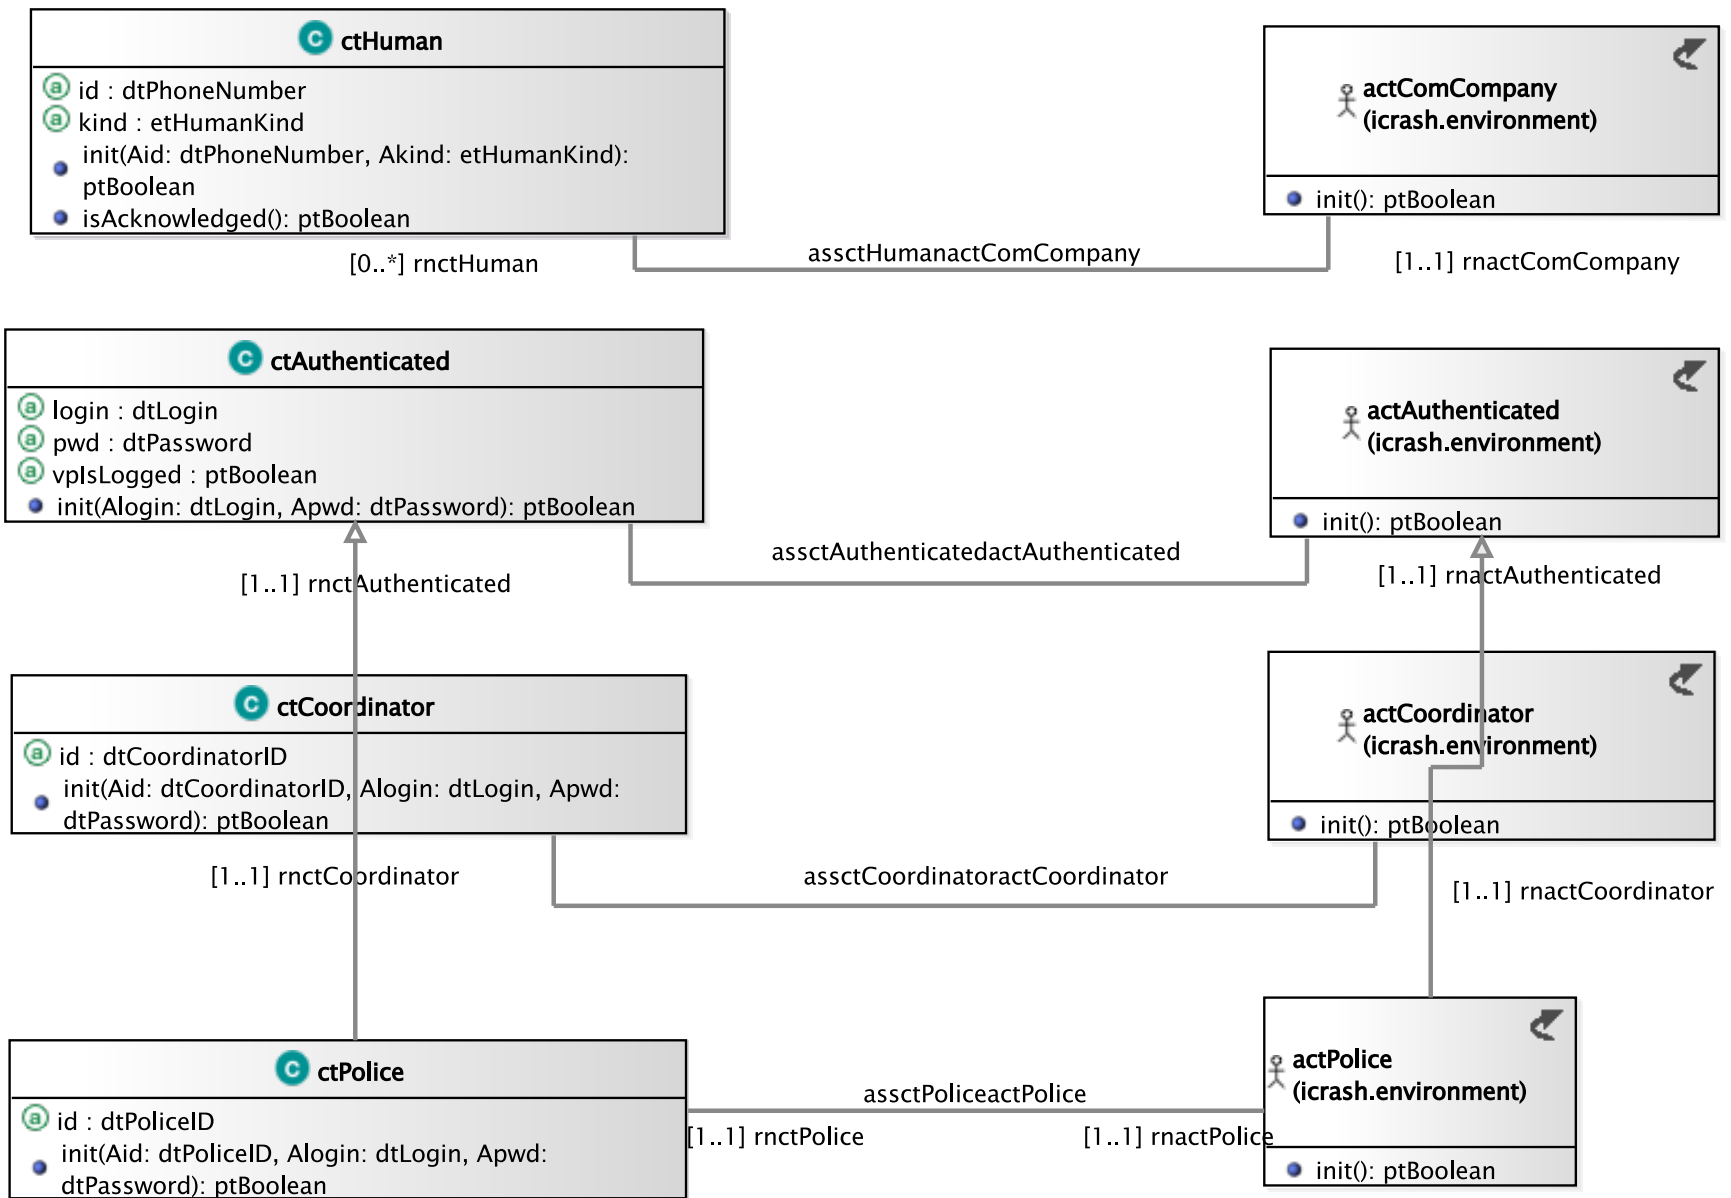 ctHuman
id : dtPhoneNumber
kind : etHumanKind
init(Aid: dtPhoneNumber, Akind: etHumanKind):
ptBoolean
isAcknowledged(): ptBoolean
actComCompany
(icrash.environment)
init(): ptBoolean
[0..*] rnctHuman
assctHumanactComCompany
[1..1] rnactComCompany
ctAuthenticated
login : dtLogin
pwd : dtPassword
vpIsLogged : ptBoolean
init(Alogin: dtLogin, Apwd: dtPassword): ptBoolean
actAuthenticated
(icrash.environment)
init(): ptBoolean
[1..1] rnctAuthenticated
assctAuthenticatedactAuthenticated
[1..1] rnactAuthenticated
ctCoordinator
id : dtCoordinatorID
init(Aid: dtCoordinatorID, Alogin: dtLogin, Apwd:
dtPassword): ptBoolean
actCoordinator
(icrash.environment)
init(): ptBoolean
[1..1] rnctCoordinator
assctCoordinatoractCoordinator
[1..1] rnactCoordinator
ctPolice
id : dtPoliceID
init(Aid: dtPoliceID, Alogin: dtLogin, Apwd:
dtPassword): ptBoolean
assctPoliceactPolice
[1..1] rnctPolice
[1..1] rnactPolice
actPolice
(icrash.environment)
init(): ptBoolean